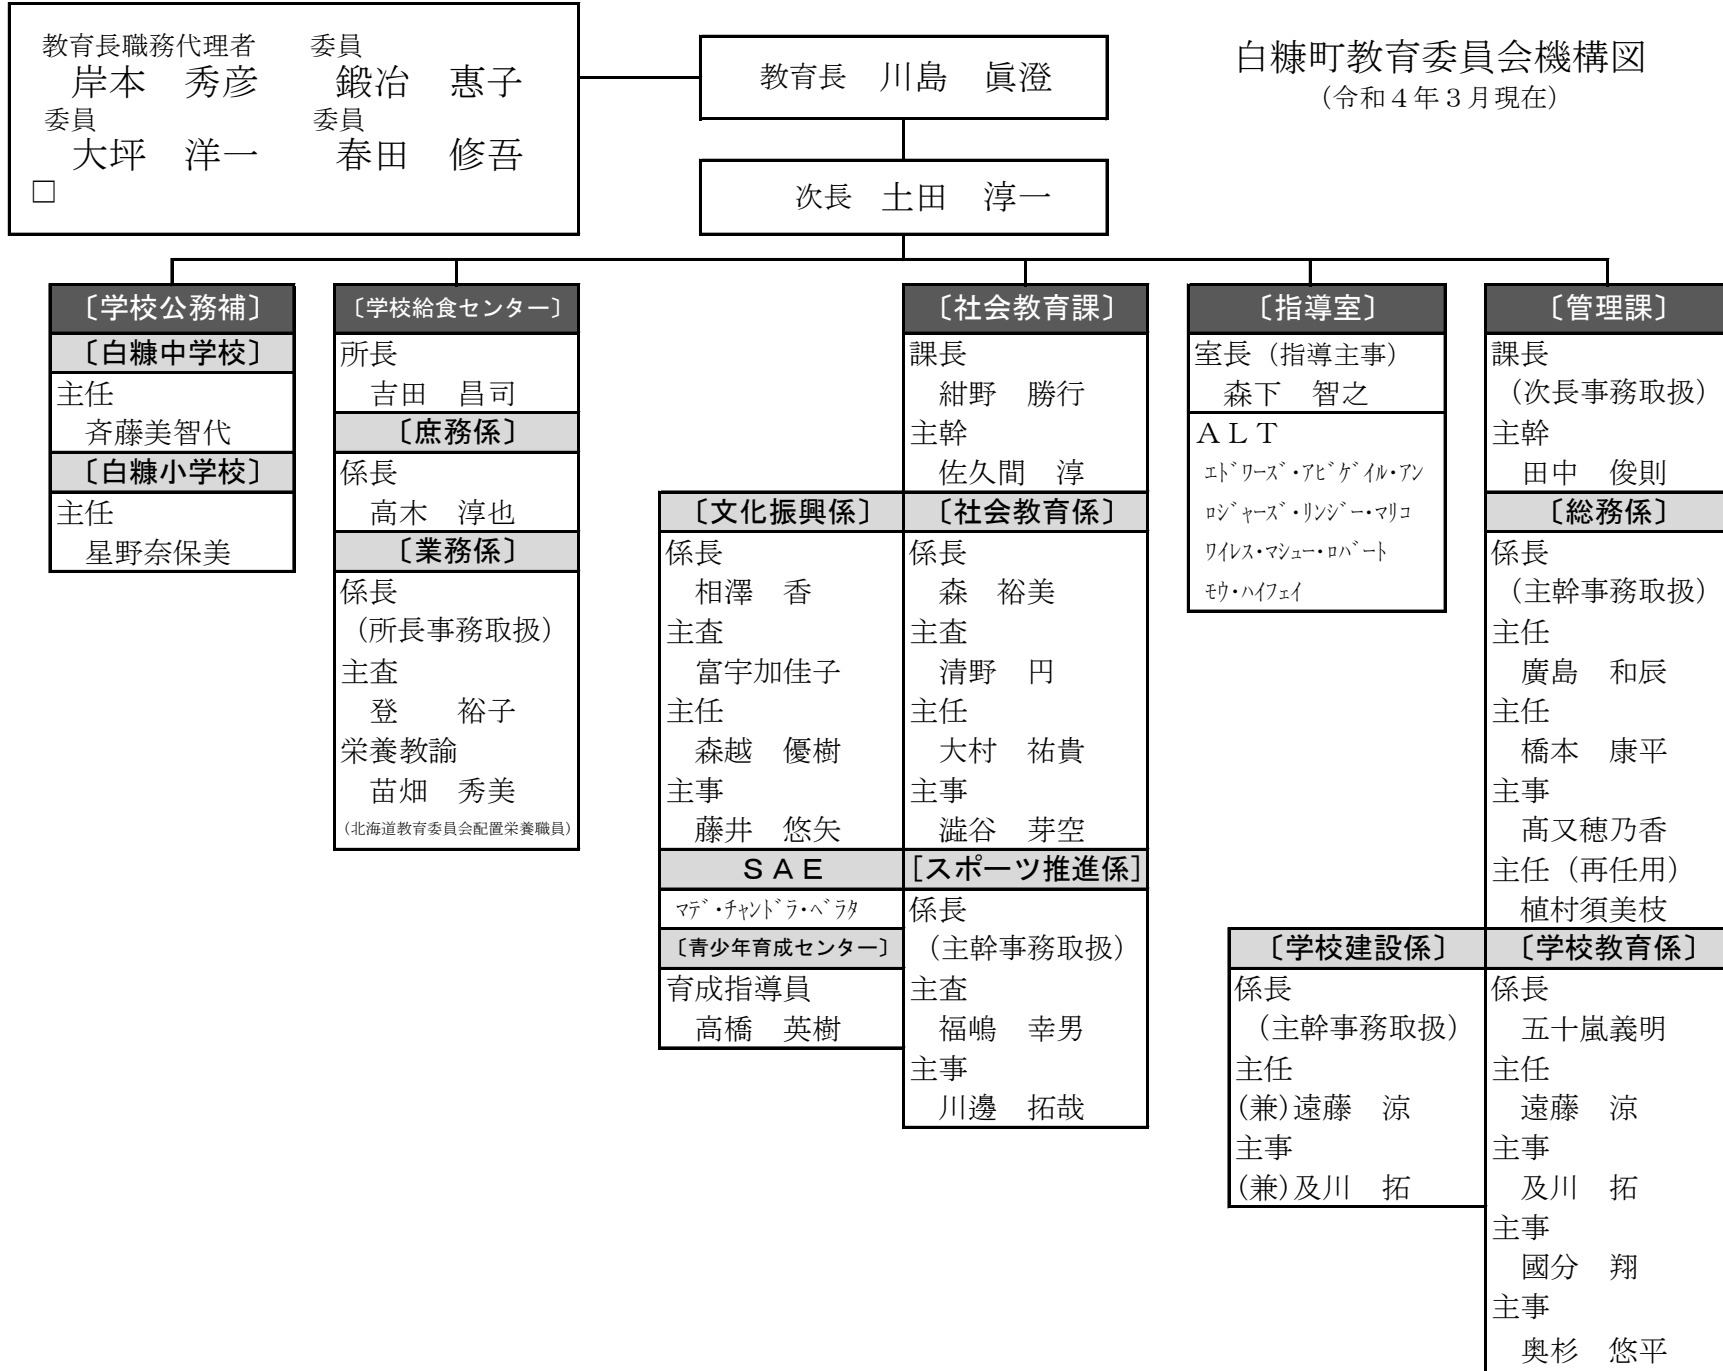 白糠町教育委員会機構図
（令和４年３月現在）
教育長職務代理者　委員
岸本　秀彦　鍛冶　惠子
委員　委員
大坪　洋一　春田　修吾
□
教育長　川島　眞澄
次長　土田　淳一
〔学校公務補〕
〔白糠中学校〕
主任
斉藤美智代
〔白糠小学校〕
主任
星野奈保美
〔学校給食センター〕
所長
吉田　昌司
〔庶務係〕
係長
高木　淳也
〔業務係〕
係長
（所長事務取扱）
主査
登　　裕子
栄養教諭
苗畑　秀美
（北海道教育委員会配置栄養職員）
〔社会教育課〕
課長
紺野　勝行
主幹
佐久間　淳
〔文化振興係〕
係長
相澤　香
主査
富宇加佳子
主任
森越　優樹
主事
藤井　悠矢
ＳＡＥ
ﾏﾃﾞ・ﾁｬﾝﾄﾞﾗ・ﾍﾞﾗﾀ
〔青少年育成センター〕
育成指導員
高橋　英樹
〔社会教育係〕
係長
森　裕美
主査
清野　円
主任
大村　祐貴
主事
澁谷　芽空
[スポーツ推進係]
係長
（主幹事務取扱）
主査
福嶋　幸男
主事
川邊　拓哉
〔指導室〕
室長（指導主事）
森下　智之
ＡＬＴ
ｴﾄﾞﾜｰｽﾞ・ｱﾋﾞｹﾞｲﾙ・ｱﾝ
ﾛｼﾞｬｰｽﾞ・ﾘﾝｼﾞｰ・ﾏﾘｺ
ﾜｲﾚｽ・ﾏｼｭｰ・ﾛﾊﾞｰﾄ
ﾓｳ・ﾊｲﾌｪｲ
〔管理課〕
課長
（次長事務取扱）
主幹
田中　俊則
〔総務係〕
係長
（主幹事務取扱）
主任
廣島　和辰
主任
橋本　康平
主事
髙又穂乃香
主任（再任用）
植村須美枝
〔学校建設係〕
係長
（主幹事務取扱）
主任
(兼)遠藤　涼
主事
(兼)及川　拓
〔学校教育係〕
係長
五十嵐義明
主任
遠藤　涼
主事
及川　拓
主事
國分　翔
主事
奥杉　悠平